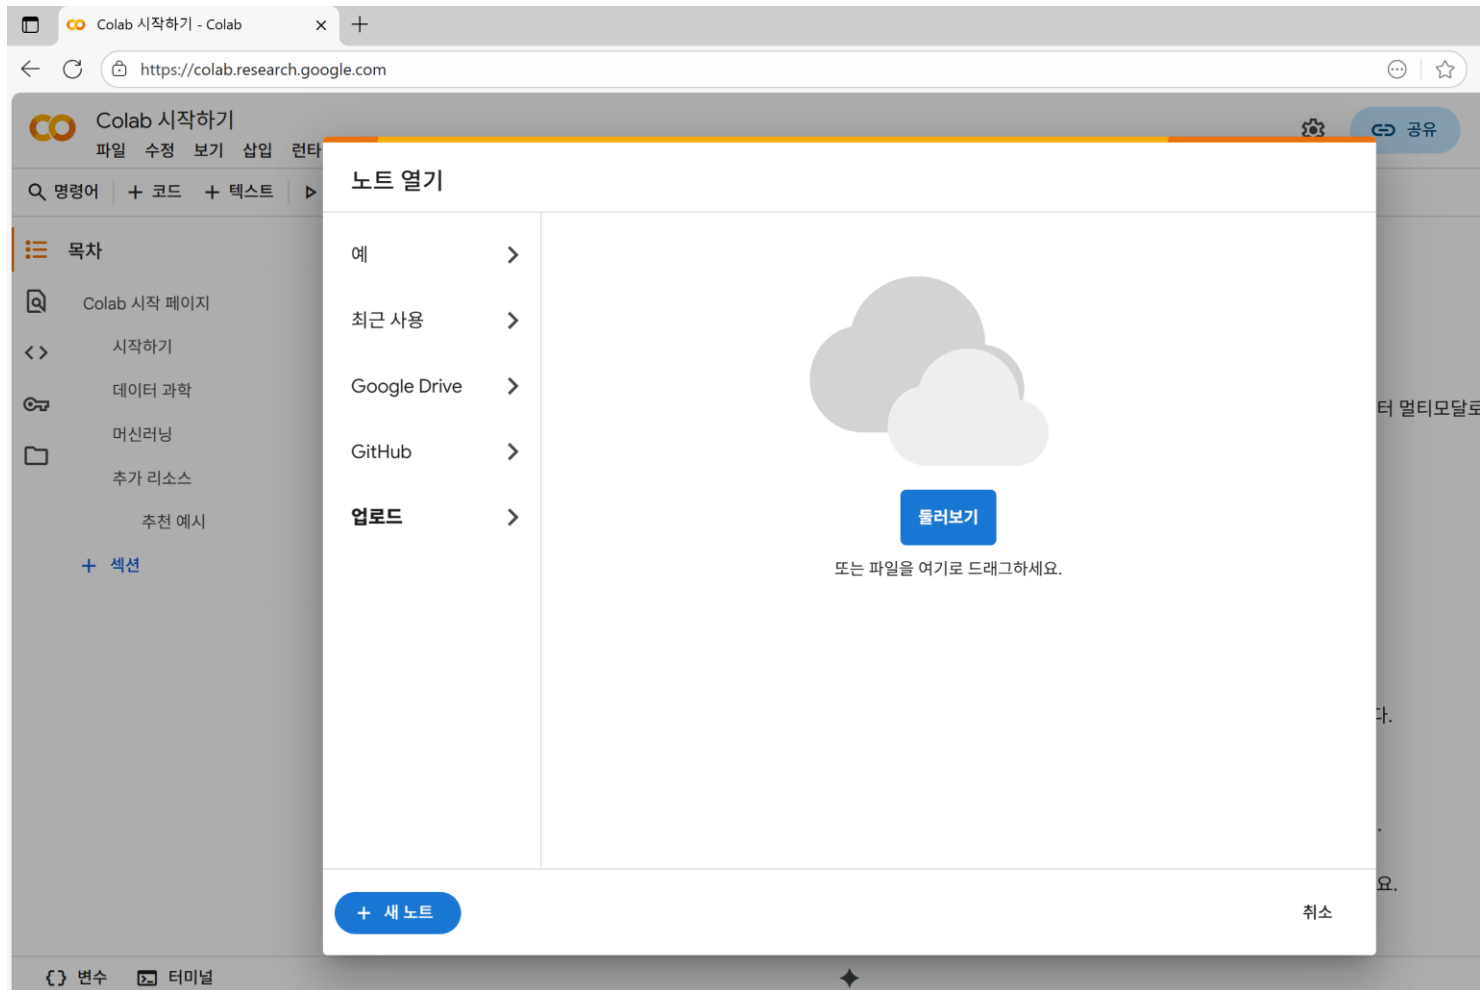 Colab 시작하기 - Colab
https://colab.research.google.com
Colab 시작하기
파일 수정 보기 삽입 런타
공유
명령어 + 코드 + 텍스트
목차
Colab 시작 페이지
시작하기
데이터 과학
머신러닝
추가 리소스
추천 예시
+ 섹션
노트 열기
예
최근 사용
Google Drive
GitHub
업로드
둘러보기
또는 파일을 여기로 드래그하세요.
+ 새 노트
취소
터 멀티모달로
다.
.
요.
변수 터미널